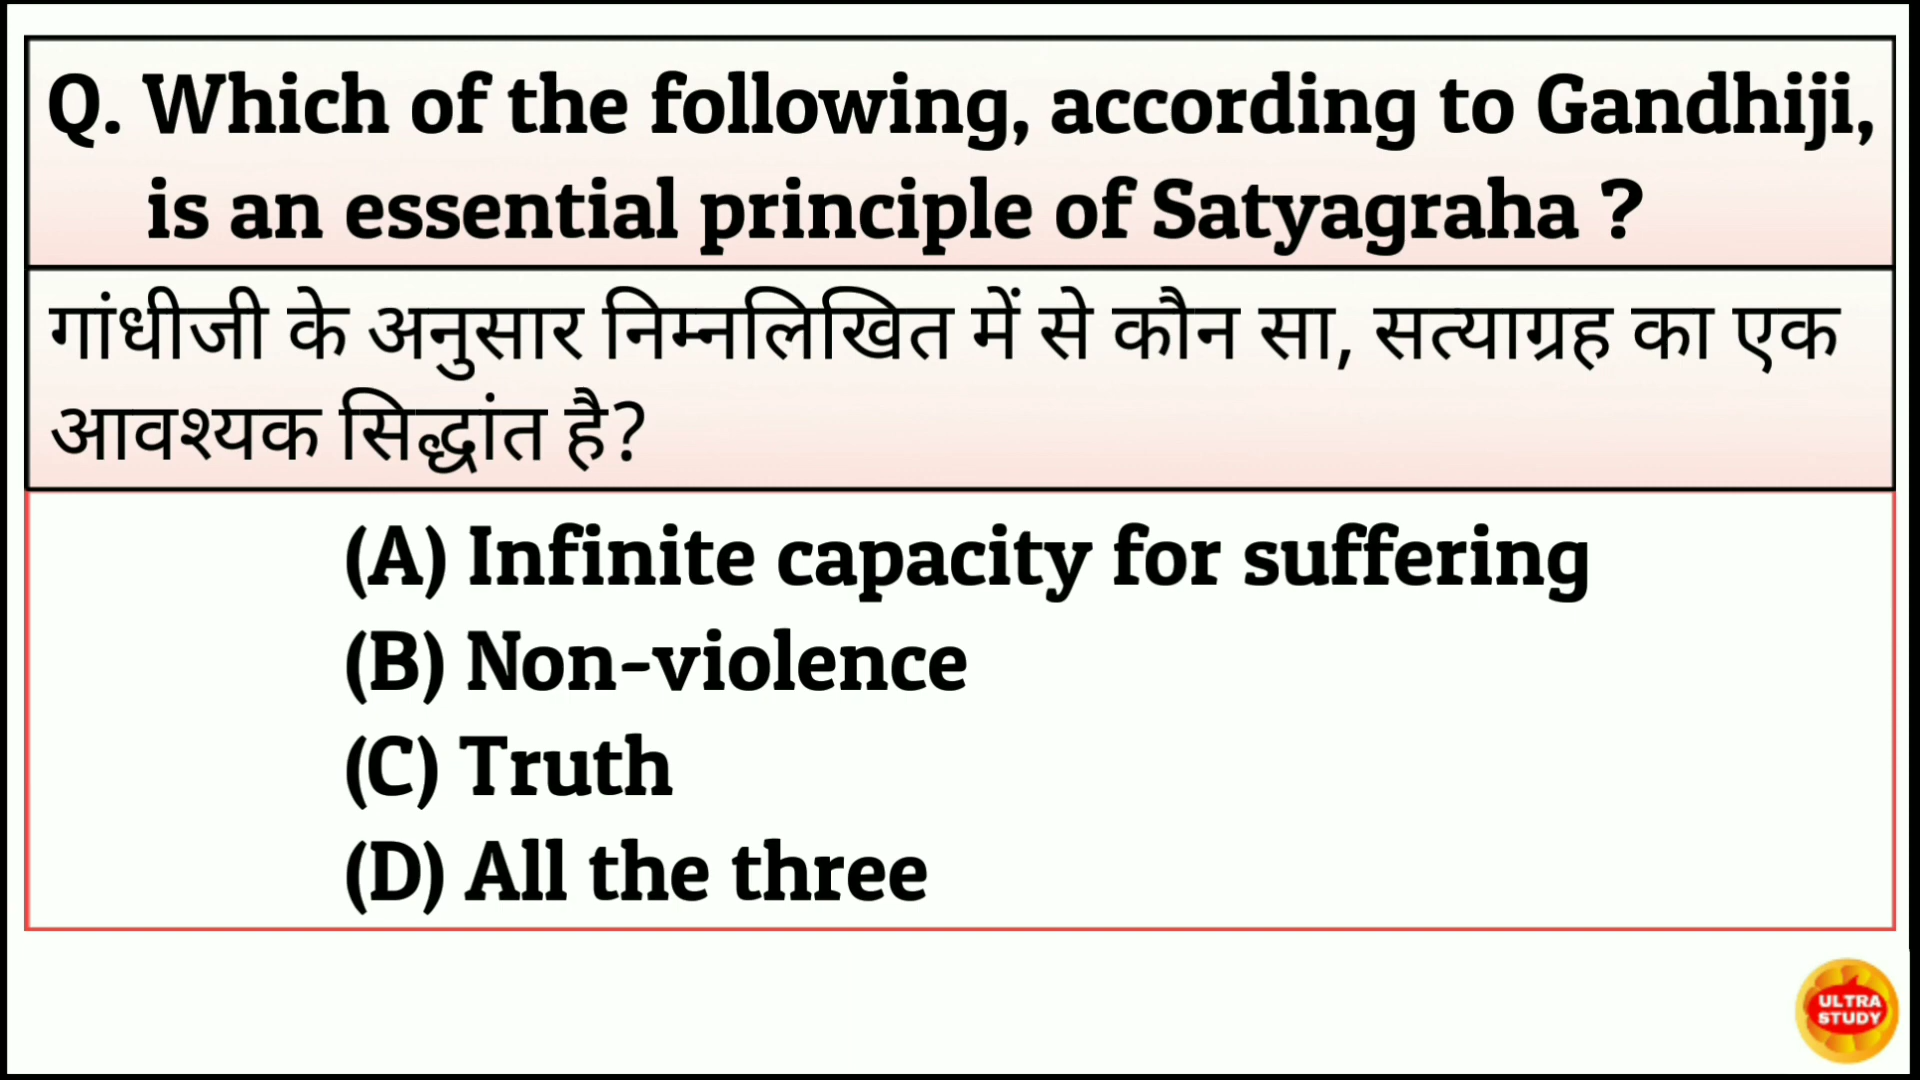 Q. Which of the following, according to Gandhiji,
is an essential principle of Satyagraha ?
गांधीजी के अनुसार निम्नलिखित में से कौन सा, सत्याग्रह का एक
आवश्यक सिद्धांत है?
(A) Infinite capacity for suffering
(B) Non-violence
(C) Truth
(D) All the three
ULTRA
STUDY